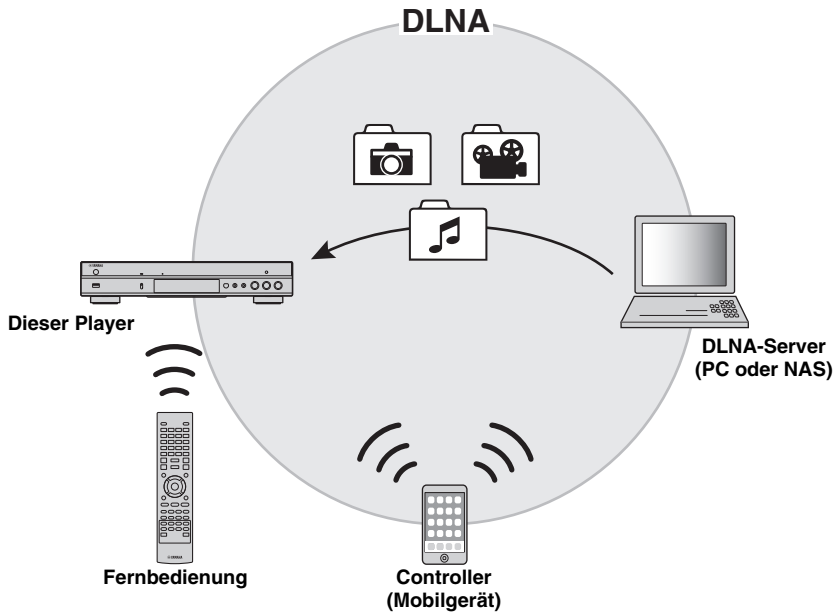 DLNA
Dieser Player
DLNA-Server
(PC oder NAS)
Fernbedienung
Controller
(Mobilgerät)